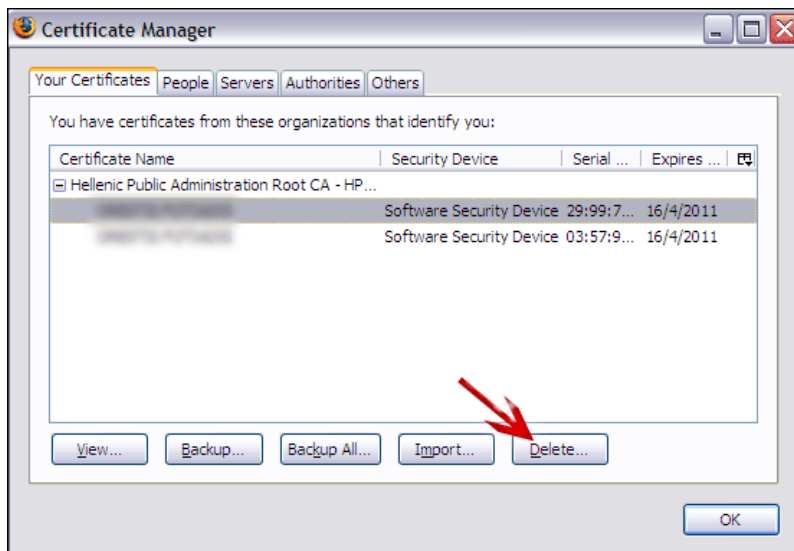 Certificate Manager
Your Certificates People Servers Authorities Others
You have certificates from these organizations that identify you:
Certificate Name Security Device Serial ... Expires ...
Hellenic Public Administration Root CA - HP...
Software Security Device 29:99:7... 16/4/2011
Software Security Device 03:57:9... 16/4/2011
View... Backup... Backup All... Import... Delete...
OK